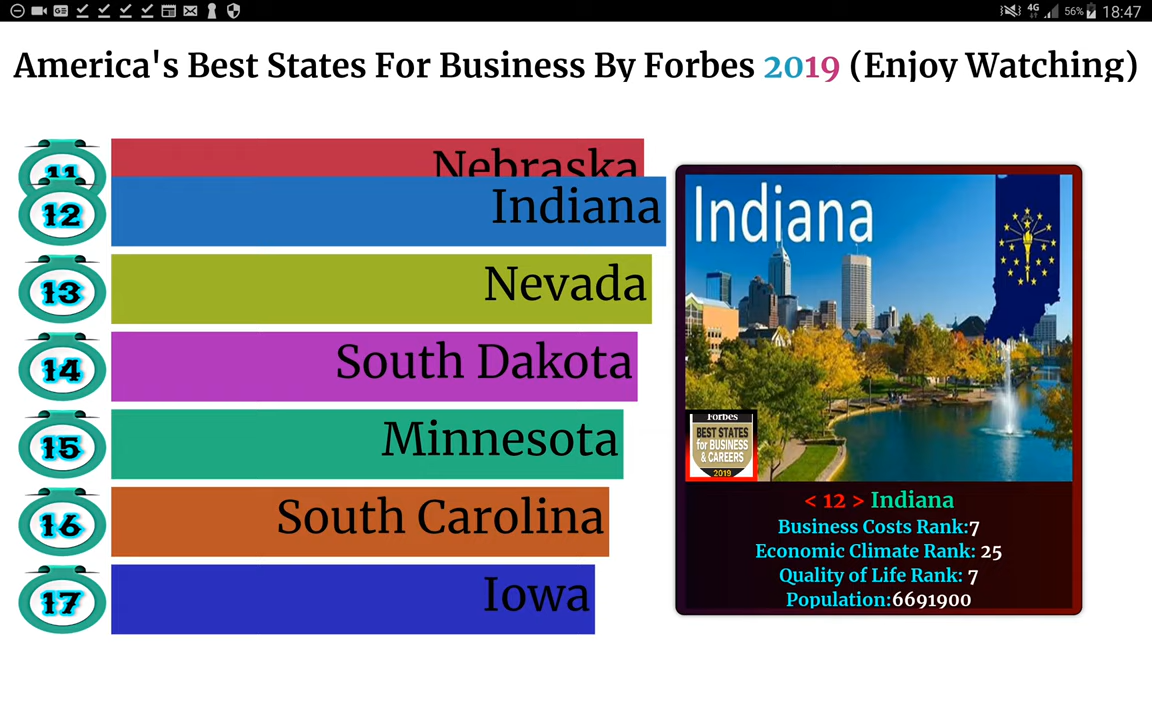 56% 18:47
4G
America's Best States For Business By Forbes 2019 (Enjoy Watching)
11 Nebraska
12 Indiana
13 Nevada
14 South Dakota
15 Minnesota
16 South Carolina
17 Iowa
Indiana
Forbes
BEST STATES
for BUSINESS
& CAREERS
2019
< 12 > Indiana
Business Costs Rank:7
Economic Climate Rank: 25
Quality of Life Rank: 7
Population:6691900